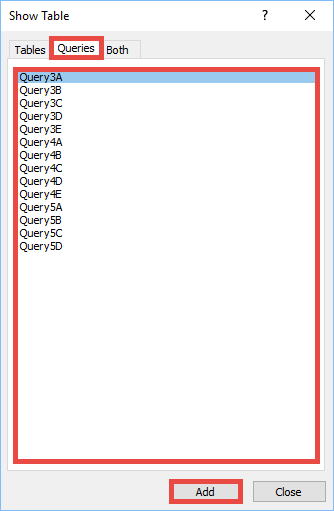 Show Table ? ×
Tables Queries Both
Query3A
Query3B
Query3C
Query3D
Query3E
Query4A
Query4B
Query4C
Query4D
Query4E
Query5A
Query5B
Query5C
Query5D
Add Close